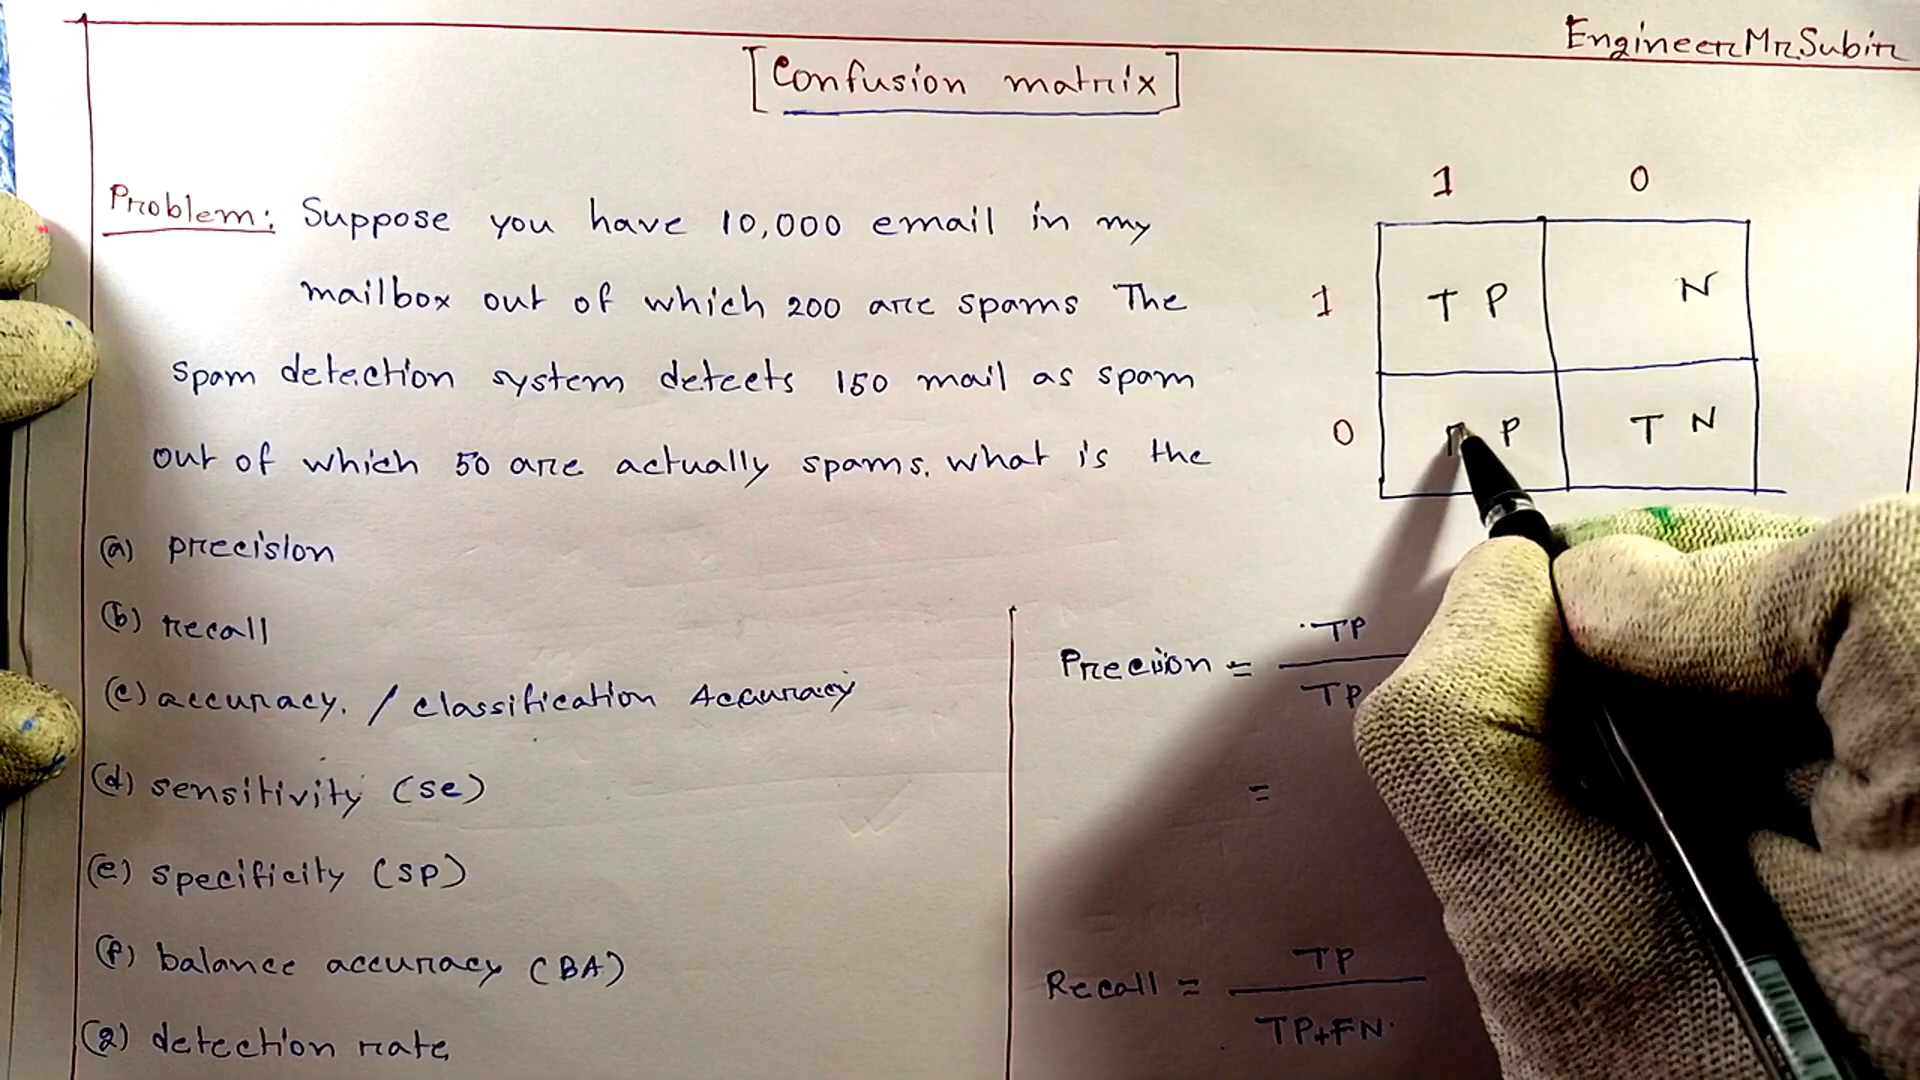 Engineer Mr. Subir
[Confusion matrix]
Problem: Suppose you have 10,000 email in my
mailbox out of which 200 are spams The
spam detection system detects 150 mail as spam
out of which 50 are actually spams. What is the
(a) precision
(b) recall
(c) accuracy. / classification Accuracy
(d) sensitivity (se)
(e) specificity (sp)
(f) balance accuracy (BA)
(g) detection rate
1 0
1 T P N
0 P T N
Precision = TP
TP
=
Recall = TP
TP+FN